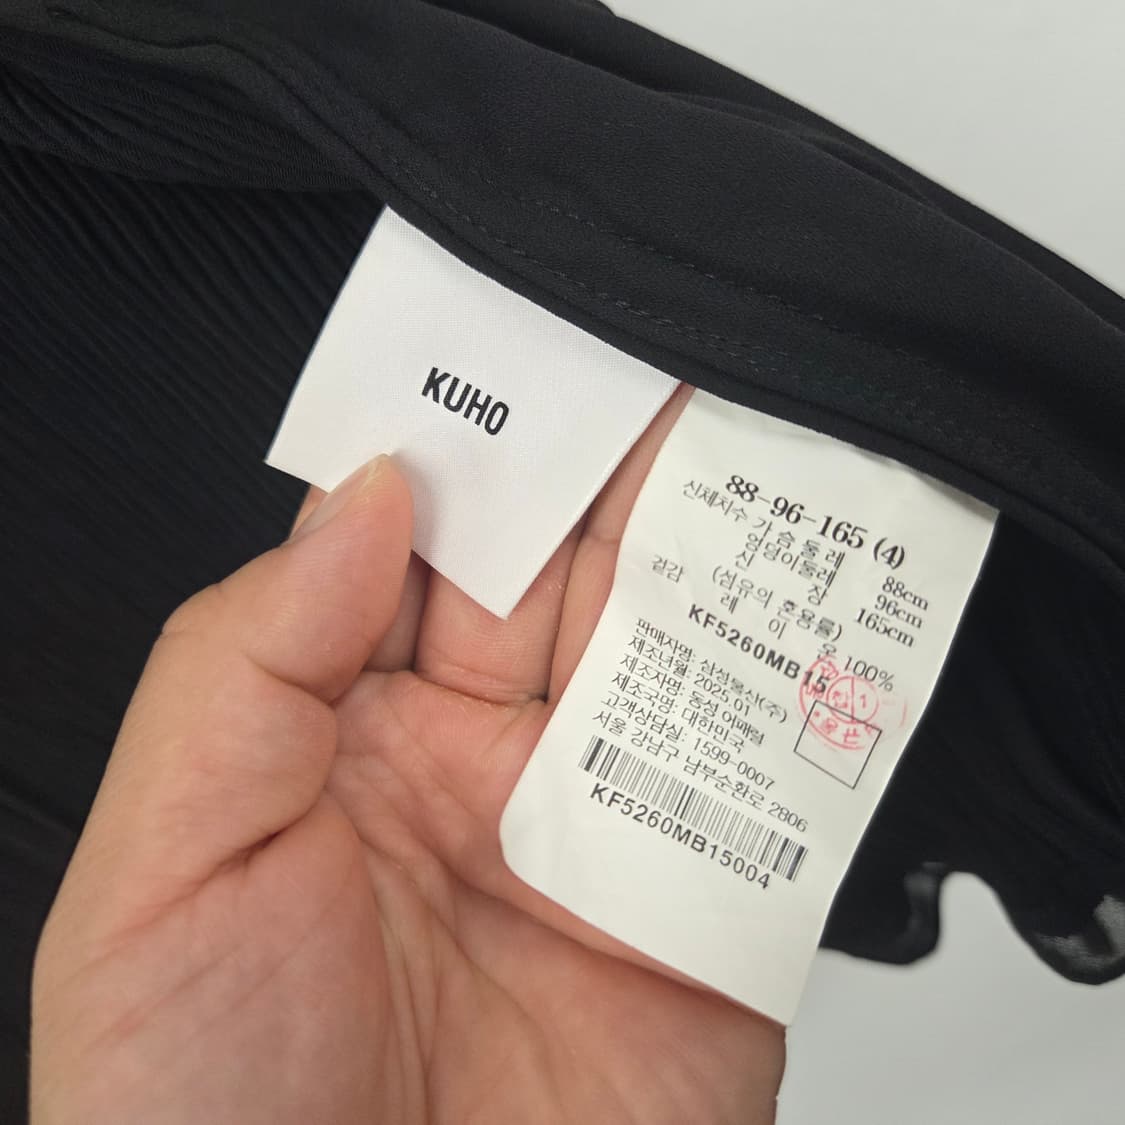 KUHO
88-96-165 (4)
신체치수 가 슴 둘 레 88cm
엉덩이둘레 96cm
신 장 165cm
(섬유의 혼용률)
겉감 레 이 온 100%
KF5260MB15
판매자명: 삼성물산(주)
제조년월: 2025.01
제조자명: 동성 어패럴
제조국명: 대한민국
고객상담실: 1599-0007
서울 강남구 남부순환로 2806
KF5260MB15004